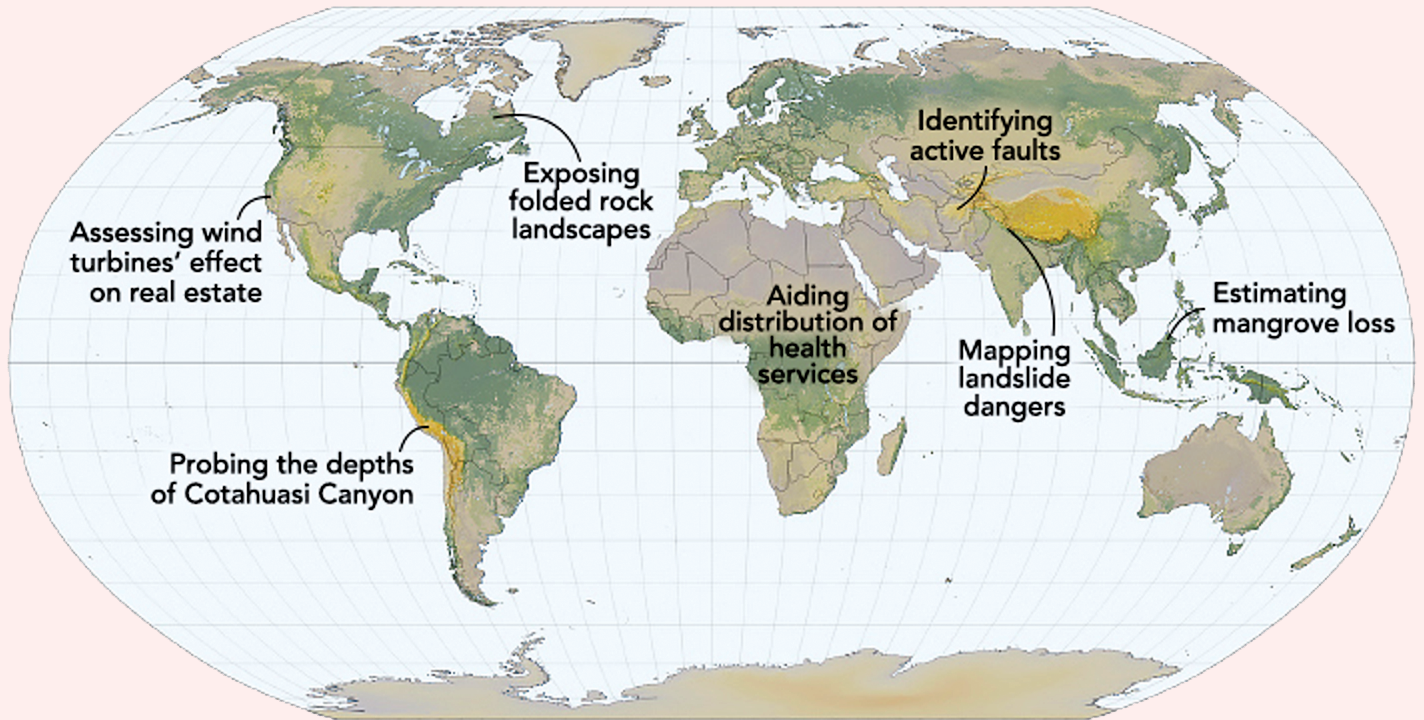 Identifying
active faults
Exposing
folded rock
landscapes
Assessing wind
turbines’ effect
on real estate
Aiding
distribution of
health
services
Estimating
mangrove loss
Mapping
landslide
dangers
Probing the depths
of Cotahuasi Canyon